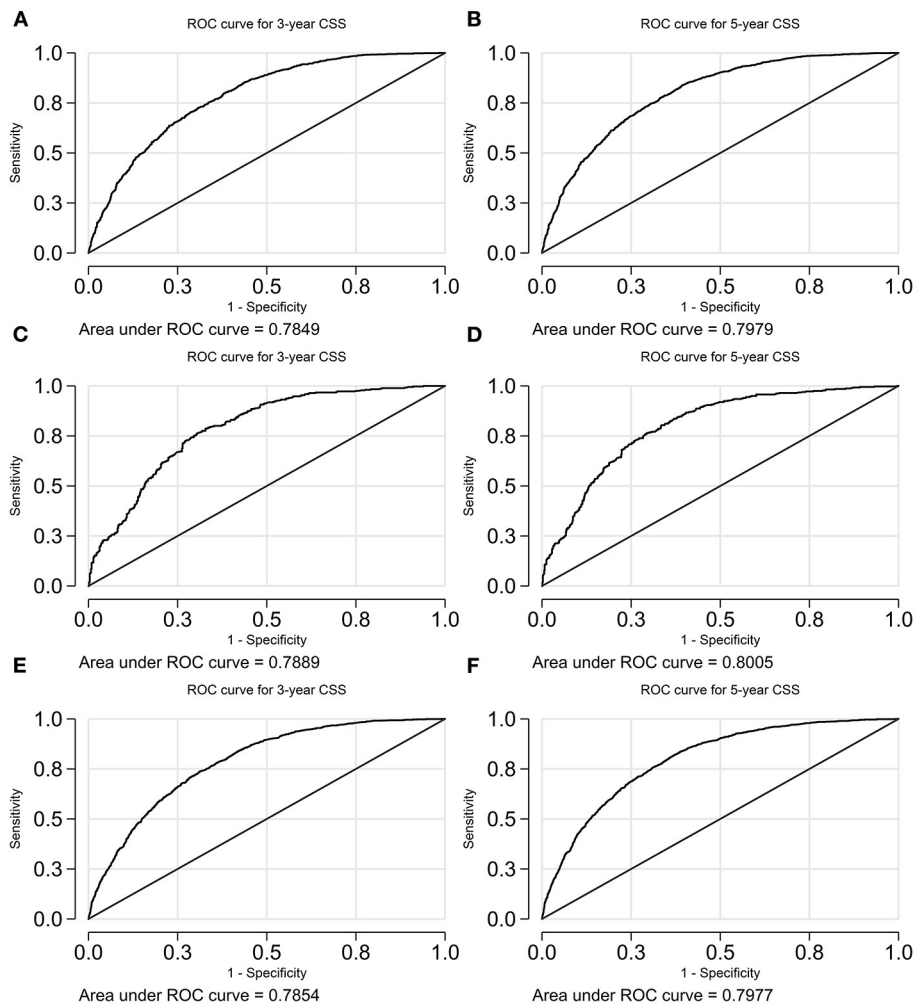 A
ROC curve for 3-year CSS
Sensitivity
1.0
0.8
0.5
0.3
0.0
0.0 0.3 0.5 0.8 1.0
1 - Specificity
Area under ROC curve = 0.7849
B
ROC curve for 5-year CSS
Sensitivity
1.0
0.8
0.5
0.3
0.0
0.0 0.3 0.5 0.8 1.0
1 - Specificity
Area under ROC curve = 0.7979
C
ROC curve for 3-year CSS
Sensitivity
1.0
0.8
0.5
0.3
0.0
0.0 0.3 0.5 0.8 1.0
1 - Specificity
Area under ROC curve = 0.7889
D
ROC curve for 5-year CSS
Sensitivity
1.0
0.8
0.5
0.3
0.0
0.0 0.3 0.5 0.8 1.0
1 - Specificity
Area under ROC curve = 0.8005
E
ROC curve for 3-year CSS
Sensitivity
1.0
0.8
0.5
0.3
0.0
0.0 0.3 0.5 0.8 1.0
1 - Specificity
Area under ROC curve = 0.7854
F
ROC curve for 5-year CSS
Sensitivity
1.0
0.8
0.5
0.3
0.0
0.0 0.3 0.5 0.8 1.0
1 - Specificity
Area under ROC curve = 0.7977